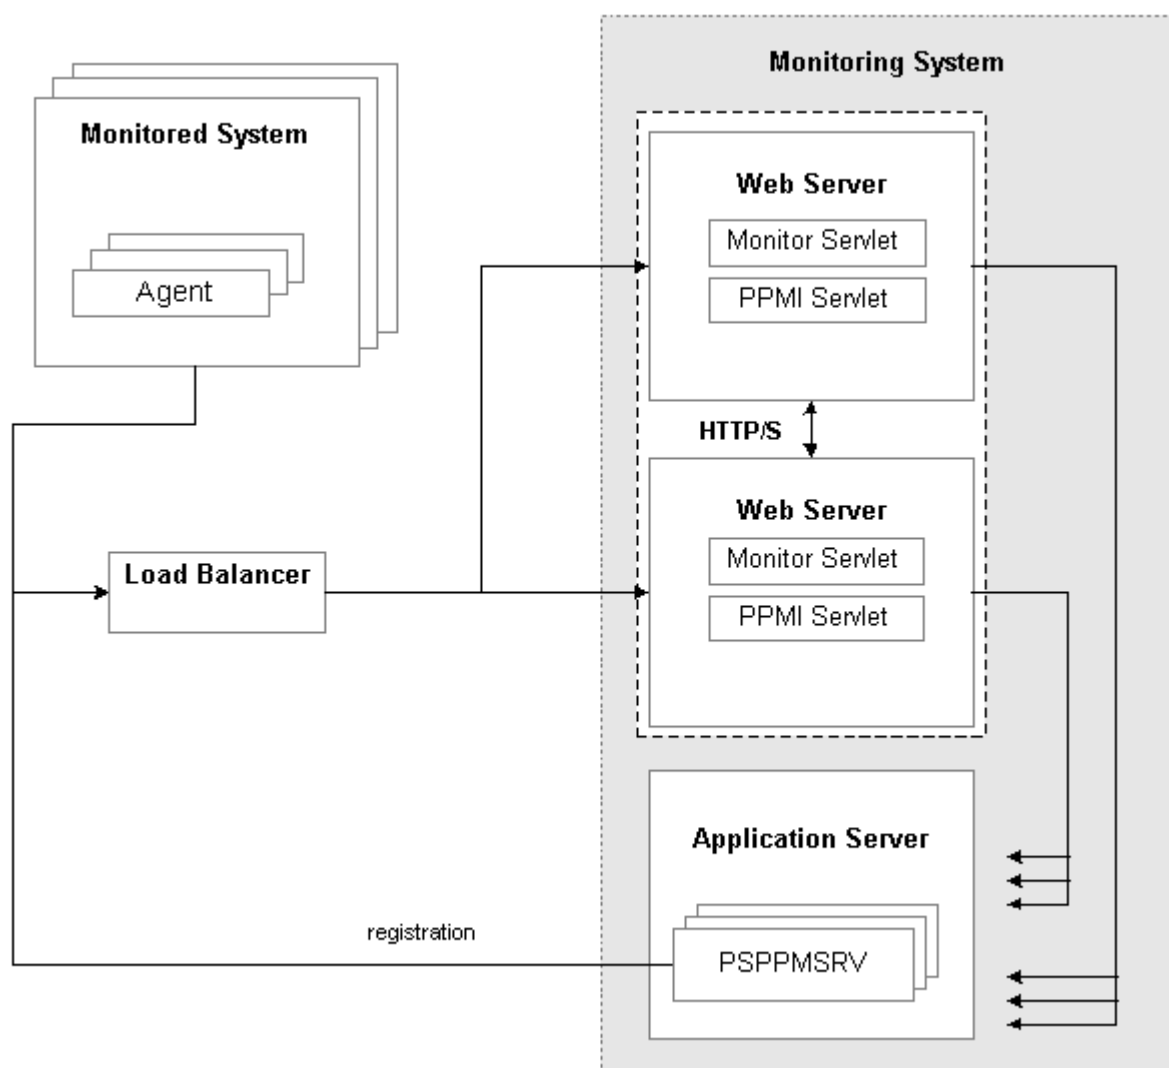 Monitoring System
Monitored System
Agent
Web Server
Monitor Servlet
PPMI Servlet
HTTP/S
Web Server
Monitor Servlet
PPMI Servlet
Load Balancer
Application Server
PSPPMSRV
registration